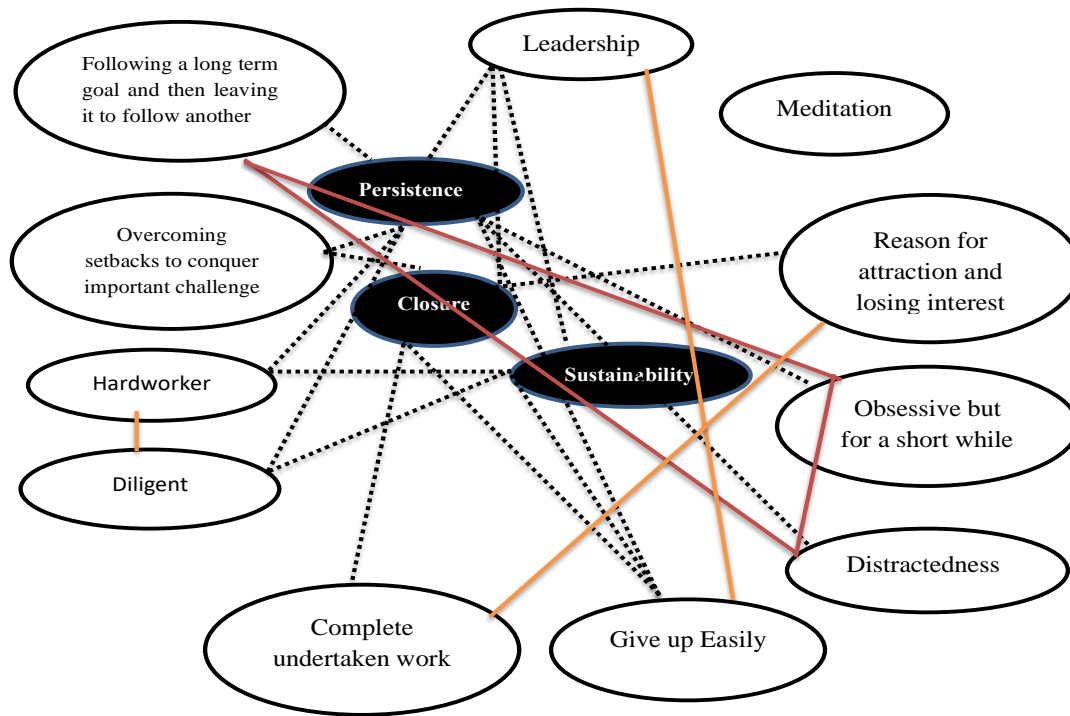 Leadership
Following a long term
goal and then leaving
it to follow another
Meditation
Persistence
Overcoming
setbacks to conquer
important challenge
Reason for
attraction and
losing interest
Closure
Hardworker
Sustainability
Obsessive but
for a short while
Diligent
Distractedness
Complete
undertaken work
Give up Easily